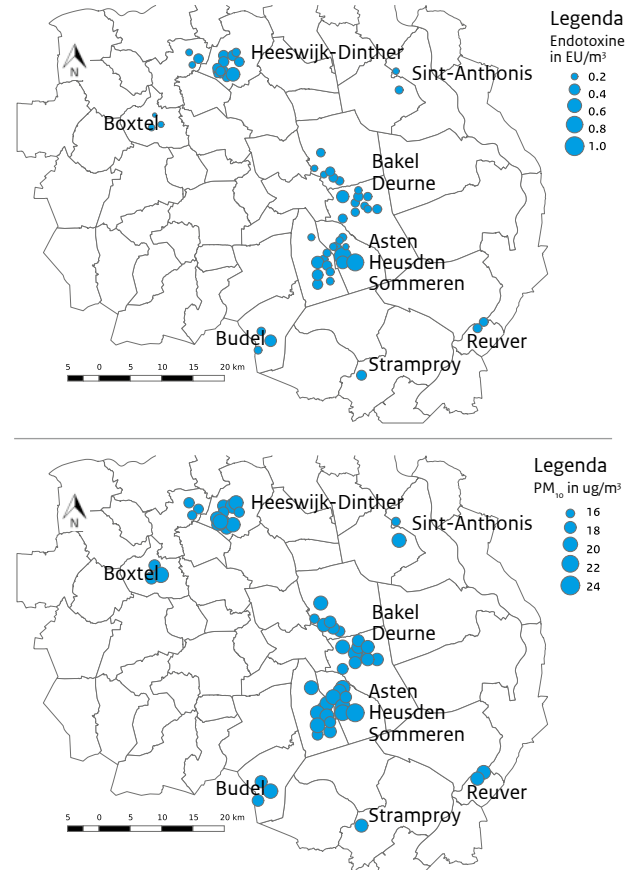 Legenda
Endotoxine
in EU/m³
0.2
0.4
0.6
0.8
1.0
N
Heeswijk-Dinther
Sint-Anthonis
Boxtel
Bakel
Deurne
Asten
Heusden
Sommeren
Budel
Reuver
Stramproy
5 0 5 10 15 20 km
Legenda
PM₁₀ in ug/m³
16
18
20
22
24
N
Heeswijk-Dinther
Sint-Anthonis
Boxtel
Bakel
Deurne
Asten
Heusden
Sommeren
Budel
Reuver
Stramproy
5 0 5 10 15 20 km